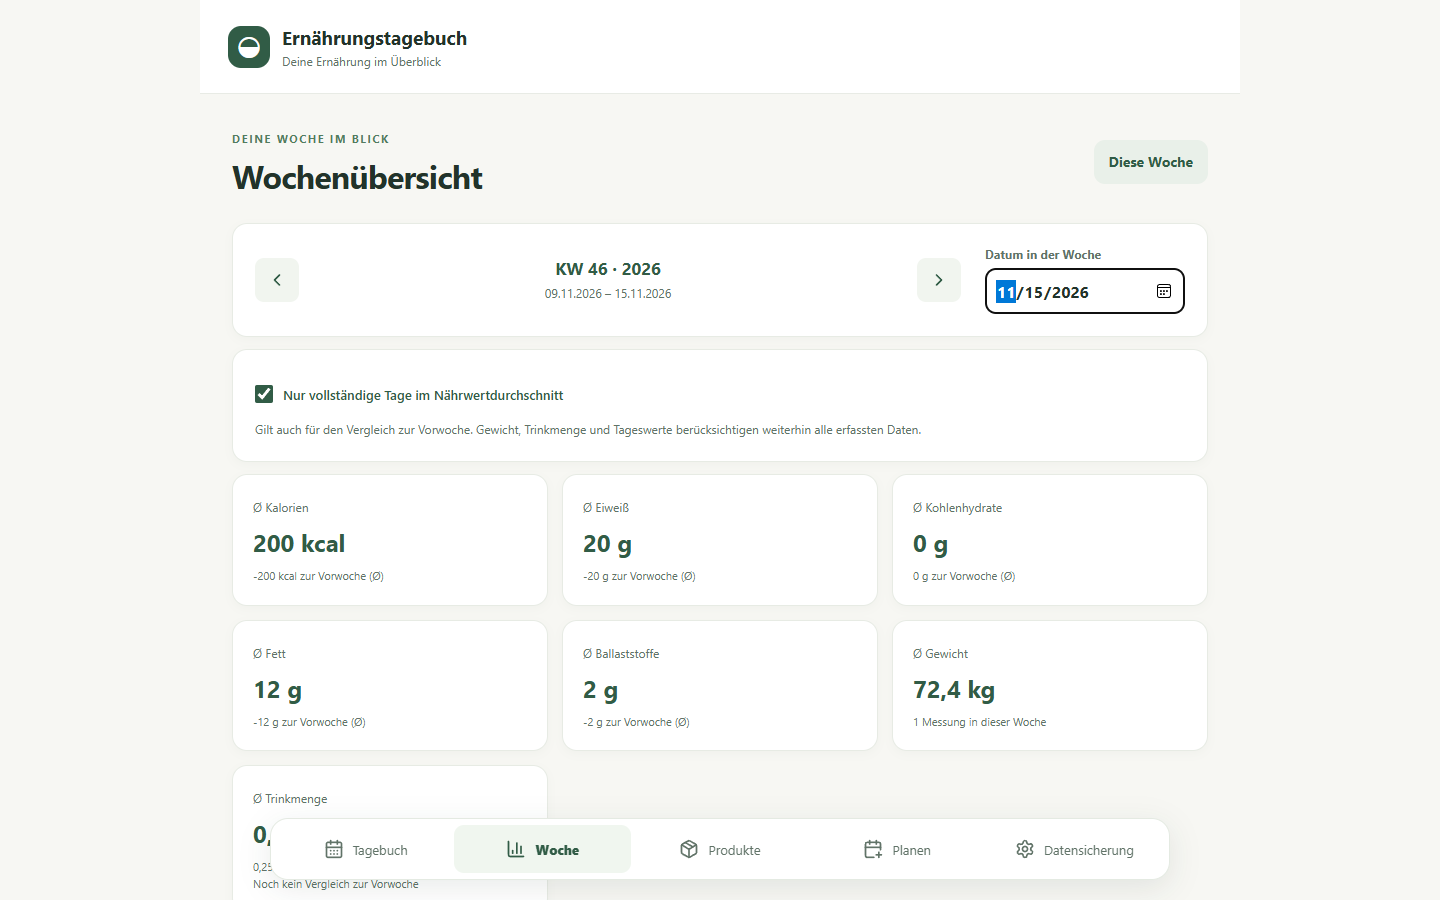 Ernährungstagebuch
Deine Ernährung im Überblick
DEINE WOCHE IM BLICK
Wochenübersicht
Diese Woche
KW 46 · 2026
09.11.2026 – 15.11.2026
Datum in der Woche
11/15/2026
Nur vollständige Tage im Nährwertdurchschnitt
Gilt auch für den Vergleich zur Vorwoche. Gewicht, Trinkmenge und Tageswerte berücksichtigen weiterhin alle erfassten Daten.
Ø Kalorien
200 kcal
-200 kcal zur Vorwoche (Ø)
Ø Eiweiß
20 g
-20 g zur Vorwoche (Ø)
Ø Kohlenhydrate
0 g
0 g zur Vorwoche (Ø)
Ø Fett
12 g
-12 g zur Vorwoche (Ø)
Ø Ballaststoffe
2 g
-2 g zur Vorwoche (Ø)
Ø Gewicht
72,4 kg
1 Messung in dieser Woche
Ø Trinkmenge
0,
0,25
Noch kein Vergleich zur Vorwoche
Tagebuch
Woche
Produkte
Planen
Datensicherung